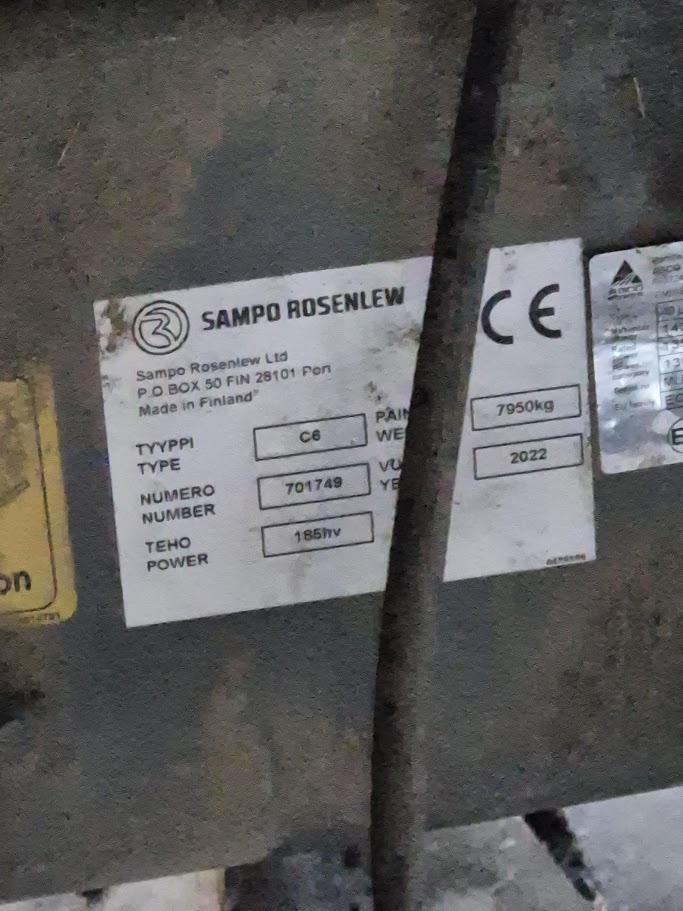 SAMPO ROSENLEW
CE
Sampo Rosenlew Ltd
P.O.BOX 50 FIN 28101 Pori
Made in Finland
TYYPPI
TYPE
C6
PAIN
WE
7950kg
NUMERO
NUMBER
701749
VU
YE
2022
TEHO
POWER
185hv
on